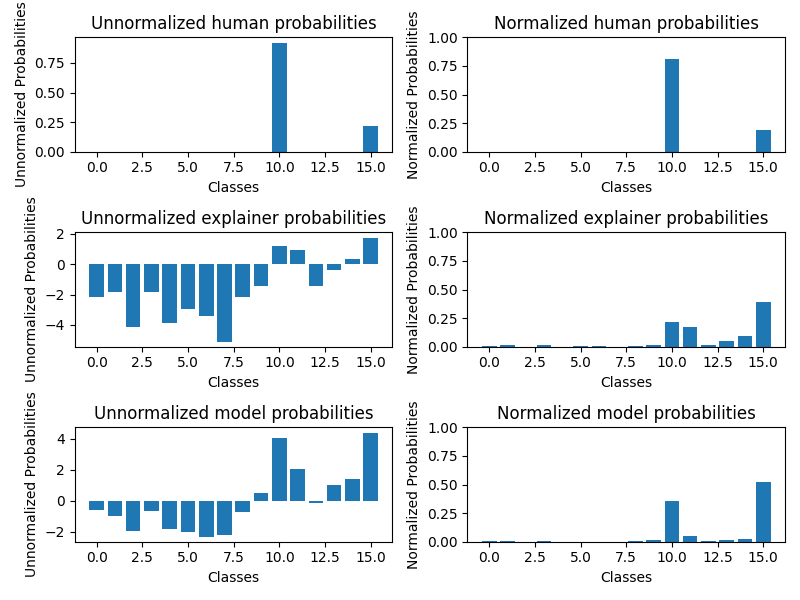 Unnormalized human probabilities
Unnormalized Probabilities
0.75
0.50
0.25
0.00
0.0 2.5 5.0 7.5 10.0 12.5 15.0
Classes
Normalized human probabilities
Normalized Probabilities
1.00
0.75
0.50
0.25
0.00
0.0 2.5 5.0 7.5 10.0 12.5 15.0
Classes
Unnormalized explainer probabilities
Unnormalized Probabilities
2
0
−2
−4
0.0 2.5 5.0 7.5 10.0 12.5 15.0
Classes
Normalized explainer probabilities
Normalized Probabilities
1.00
0.75
0.50
0.25
0.00
0.0 2.5 5.0 7.5 10.0 12.5 15.0
Classes
Unnormalized model probabilities
Unnormalized Probabilities
4
2
0
−2
0.0 2.5 5.0 7.5 10.0 12.5 15.0
Classes
Normalized model probabilities
Normalized Probabilities
1.00
0.75
0.50
0.25
0.00
0.0 2.5 5.0 7.5 10.0 12.5 15.0
Classes